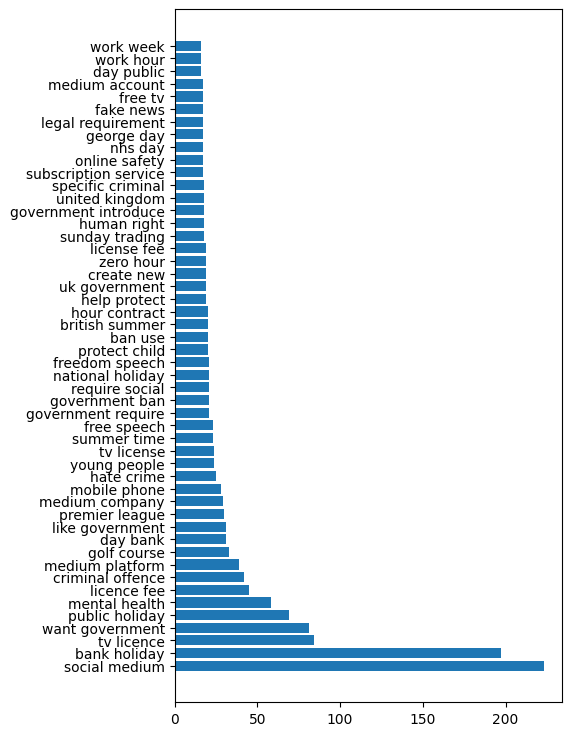 work week
work hour
day public
medium account
free tv
fake news
legal requirement
george day
nhs day
online safety
subscription service
specific criminal
united kingdom
government introduce
human right
sunday trading
license fee
zero hour
create new
uk government
help protect
hour contract
british summer
ban use
protect child
freedom speech
national holiday
require social
government ban
government require
free speech
summer time
tv license
young people
hate crime
mobile phone
medium company
premier league
like government
day bank
golf course
medium platform
criminal offence
licence fee
mental health
public holiday
want government
tv licence
bank holiday
social medium
0 50 100 150 200